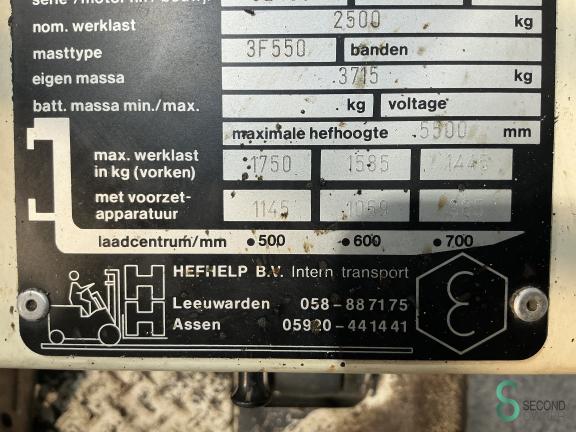 nom. werklast 2500 kg
masttype 3F550 banden
eigen massa 3715 kg
batt. massa min./max. kg voltage
maximale hefhoogte 5500 mm
max. werklast
in kg (vorken) 1750 1585
met voorzet-
apparatuur 1145 1069
laadcentrum/mm •500 •600 •700
HEFHELP B.V. Intern transport
Leeuwarden 058-887175
Assen 05920-441441
SECOND